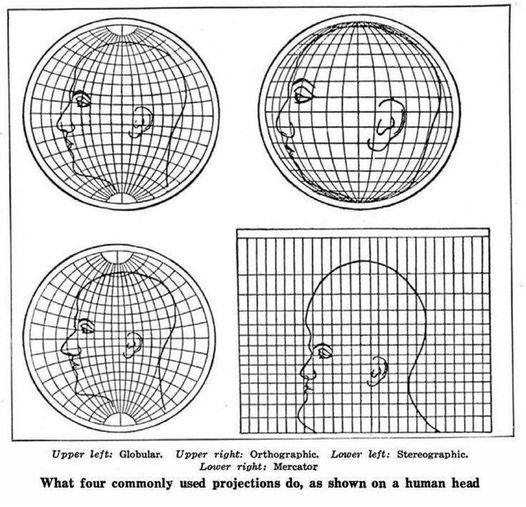 Upper left: Globular. Upper right: Orthographic. Lower left: Stereographic.
Lower right: Mercator
What four commonly used projections do, as shown on a human head